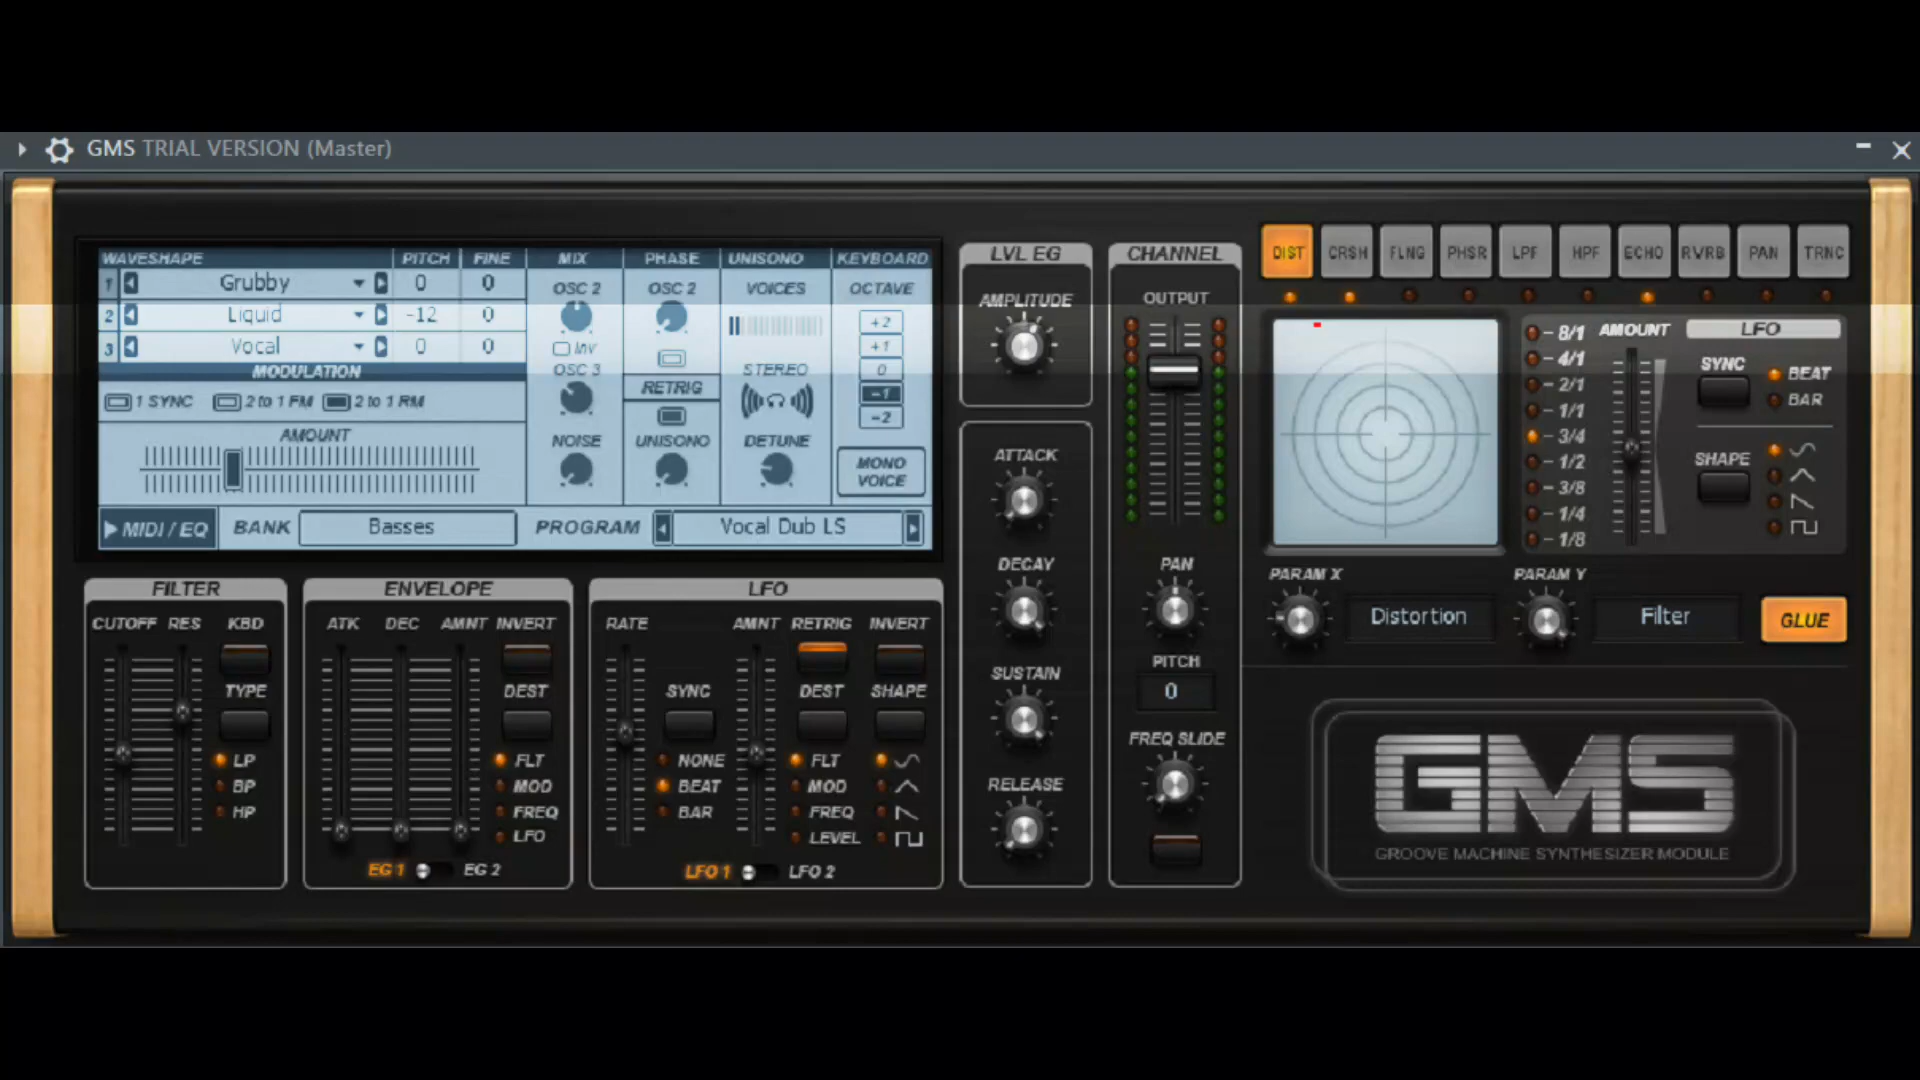 GMS TRIAL VERSION (Master)
WAVESHAPE PITCH FINE MIX PHASE UNISONO KEYBOARD
1 Grubby 0 0
2 Liquid -12 0
3 Vocal 0 0
MODULATION
1 SYNC 2 to 1 FM 2 to 1 RM
AMOUNT
OSC 2
INV
OSC 3
NOISE
OSC 2
RETRIG
UNISONO
VOICES
STEREO
DETUNE
OCTAVE
+2
+1
0
-1
-2
MONO
VOICE
MIDI / EQ BANK Basses PROGRAM Vocal Dub LS
FILTER
CUTOFF RES KBD
TYPE
LP
BP
HP
ENVELOPE
ATK DEC AMNT INVERT
DEST
FLT
MOD
FREQ
LFO
EG 1 EG 2
LFO
RATE AMNT RETRIG INVERT
SYNC DEST SHAPE
NONE FLT
BEAT MOD
BAR FREQ
LEVEL
LFO 1 LFO 2
LVL EG
AMPLITUDE
ATTACK
DECAY
SUSTAIN
RELEASE
CHANNEL
OUTPUT
PAN
PITCH
0
FREQ SLIDE
DIST CRSH FLNG PHSR LPF HPF ECHO RVRB PAN TRNC
8/1
4/1
2/1
1/1
3/4
1/2
3/8
1/4
1/8
AMOUNT
LFO
SYNC BEAT
BAR
SHAPE
PARAM X PARAM Y
Distortion Filter GLUE
GMS
GROOVE MACHINE SYNTHESIZER MODULE